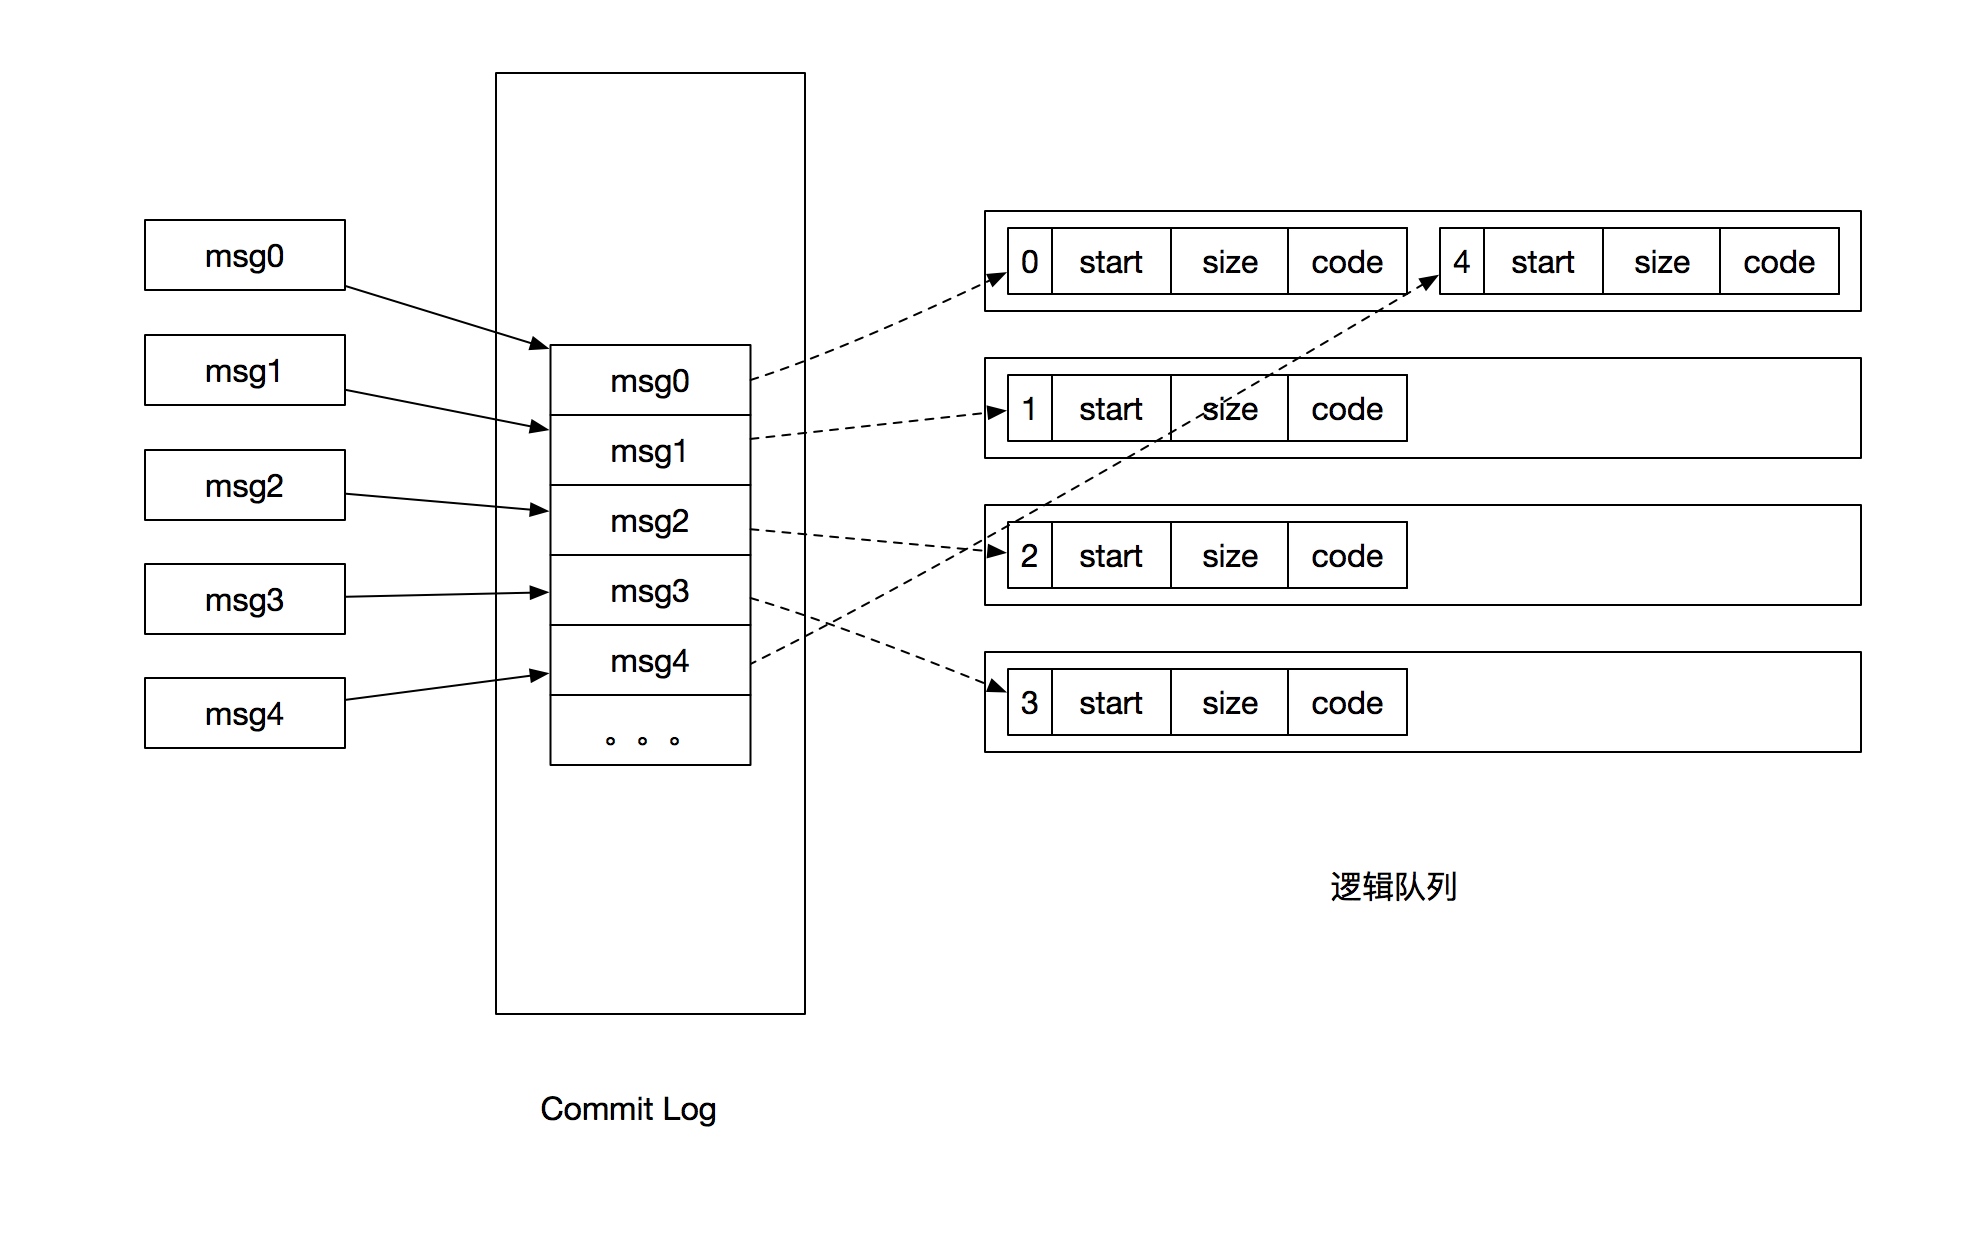 msg0
msg1
msg2
msg3
msg4
msg0
msg1
msg2
msg3
msg4
。。。
Commit Log
0 start size code 4 start size code
1 start size code
2 start size code
3 start size code
逻辑队列